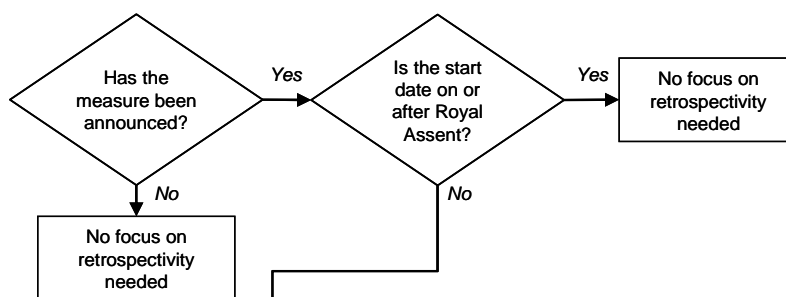 Has the
measure been
announced?
Yes
Is the start
date on or
after Royal
Assent?
Yes
No focus on
retrospectivity
needed
No
No focus on
retrospectivity
needed
No